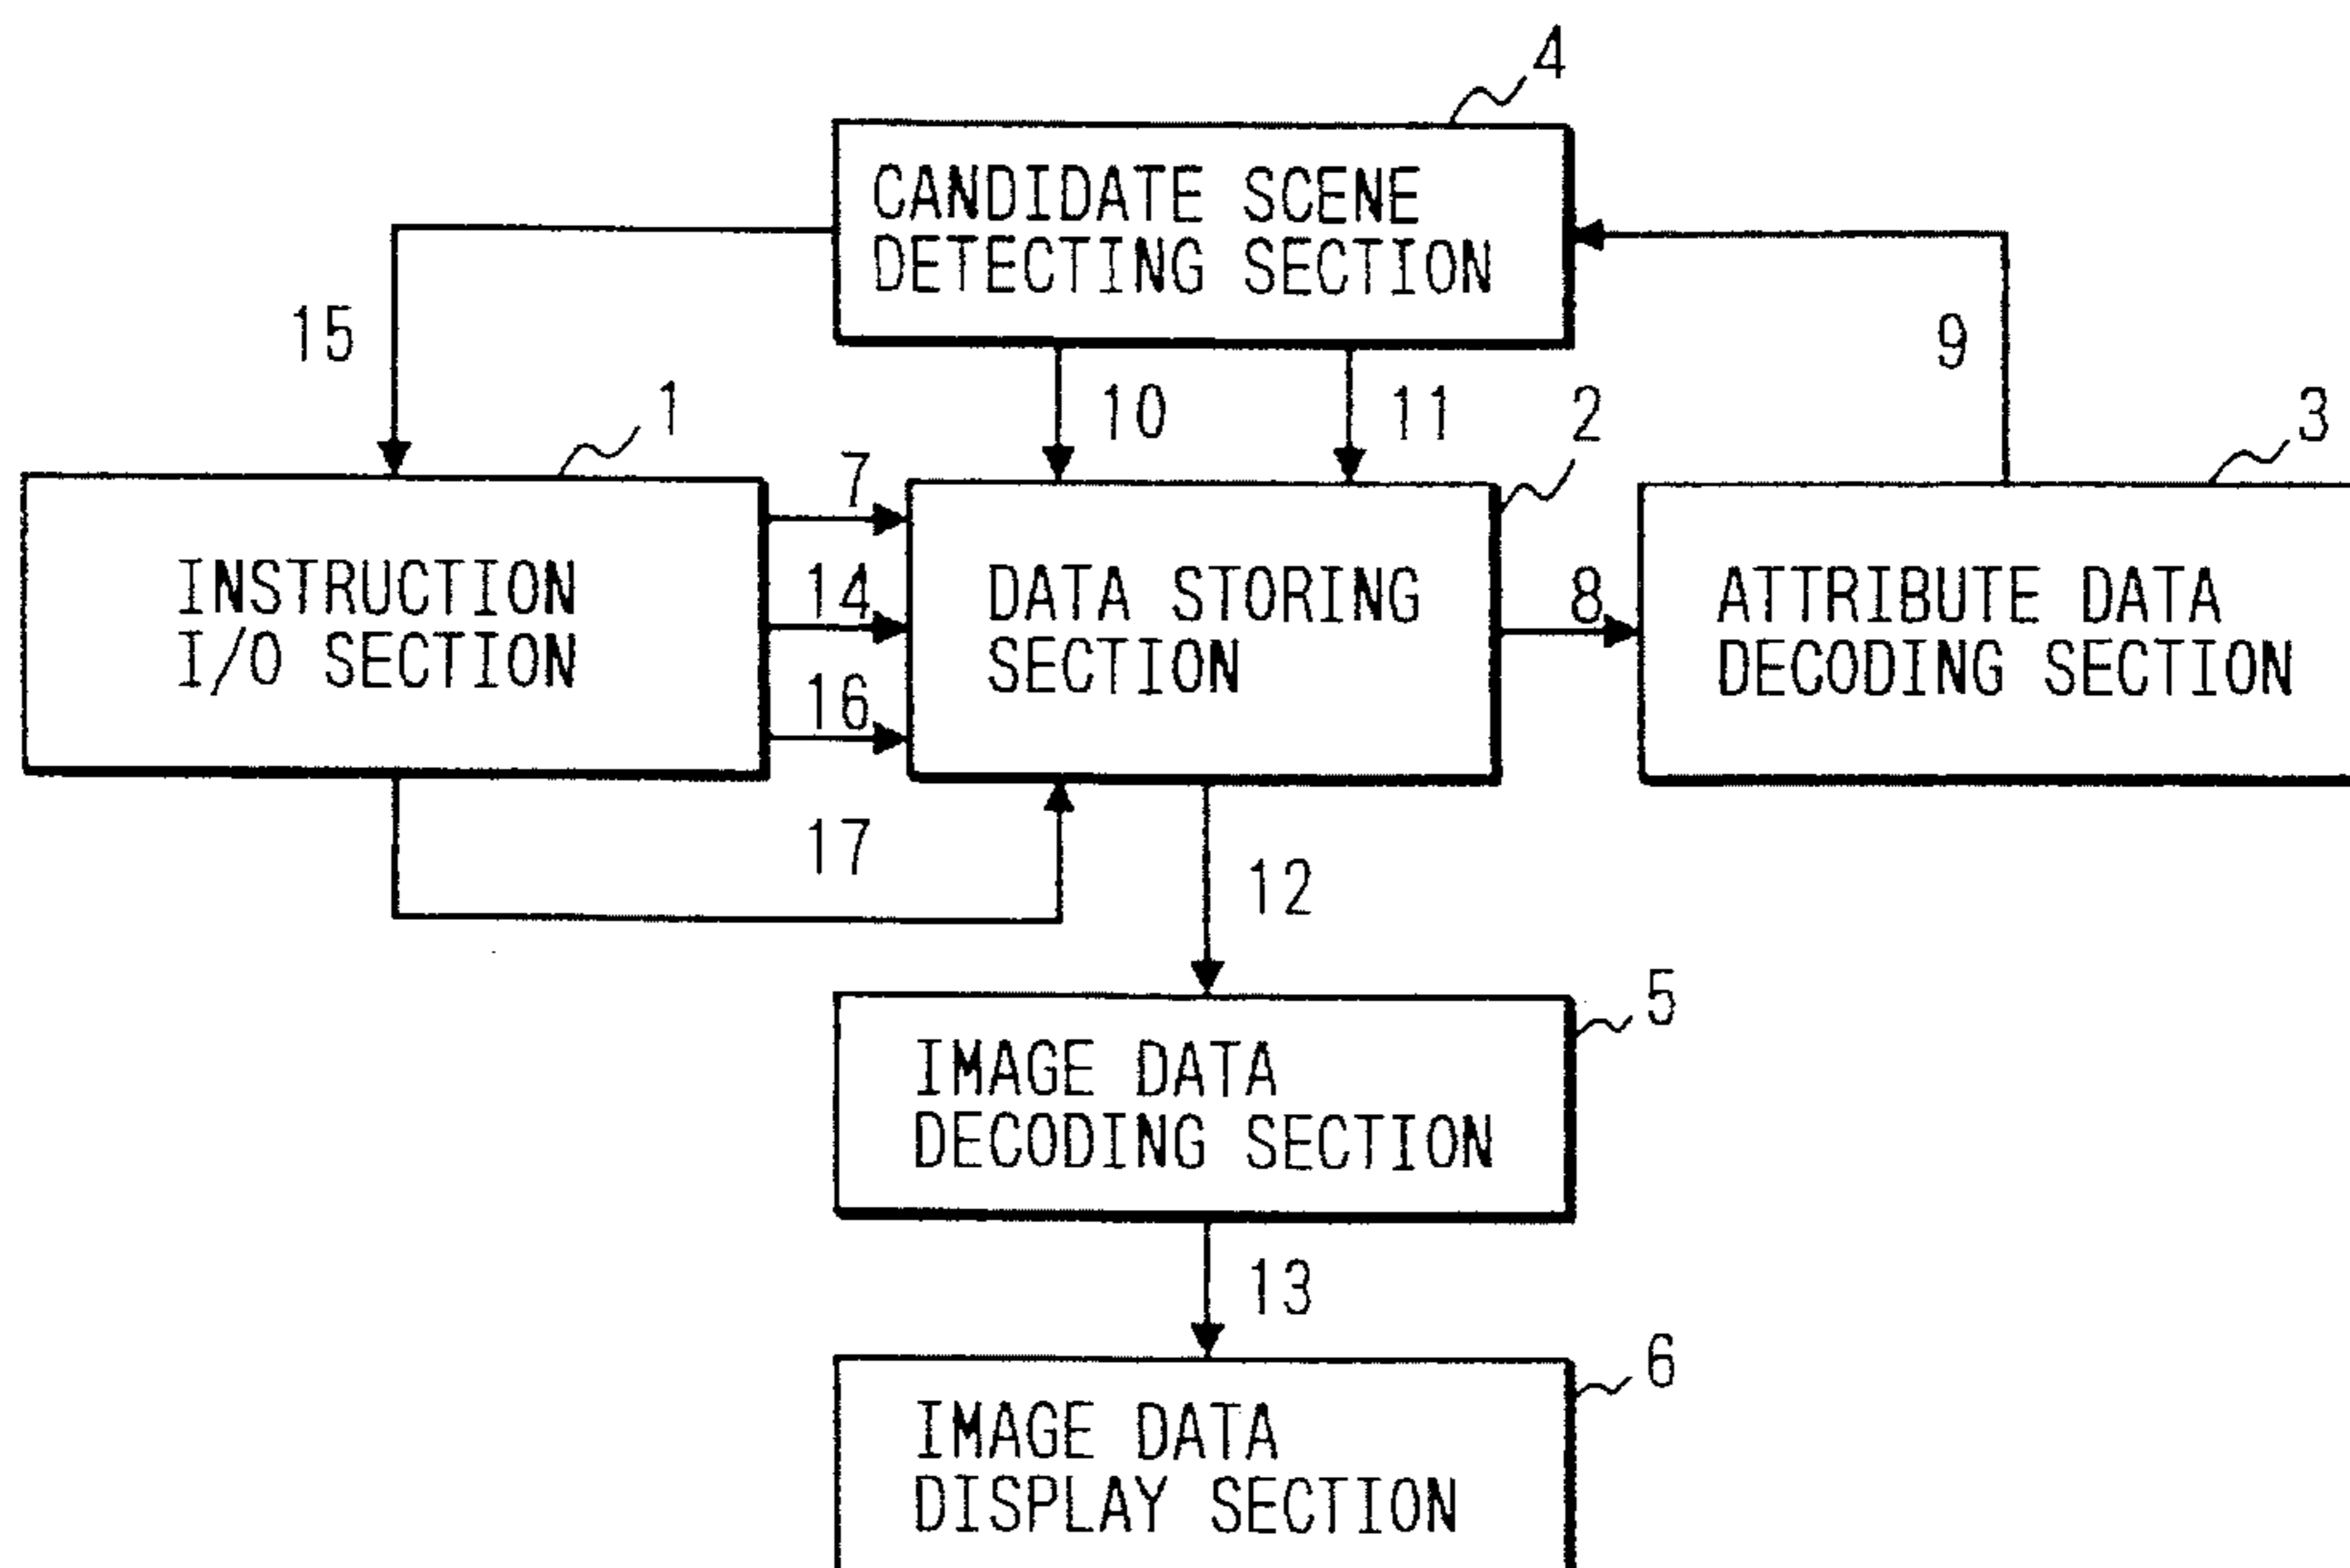 4
CANDIDATE SCENE
DETECTING SECTION
15
9
10
11
1
2
3
7
INSTRUCTION
I/O SECTION
14
16
DATA STORING
SECTION
8
ATTRIBUTE DATA
DECODING SECTION
17
12
5
IMAGE DATA
DECODING SECTION
13
6
IMAGE DATA
DISPLAY SECTION